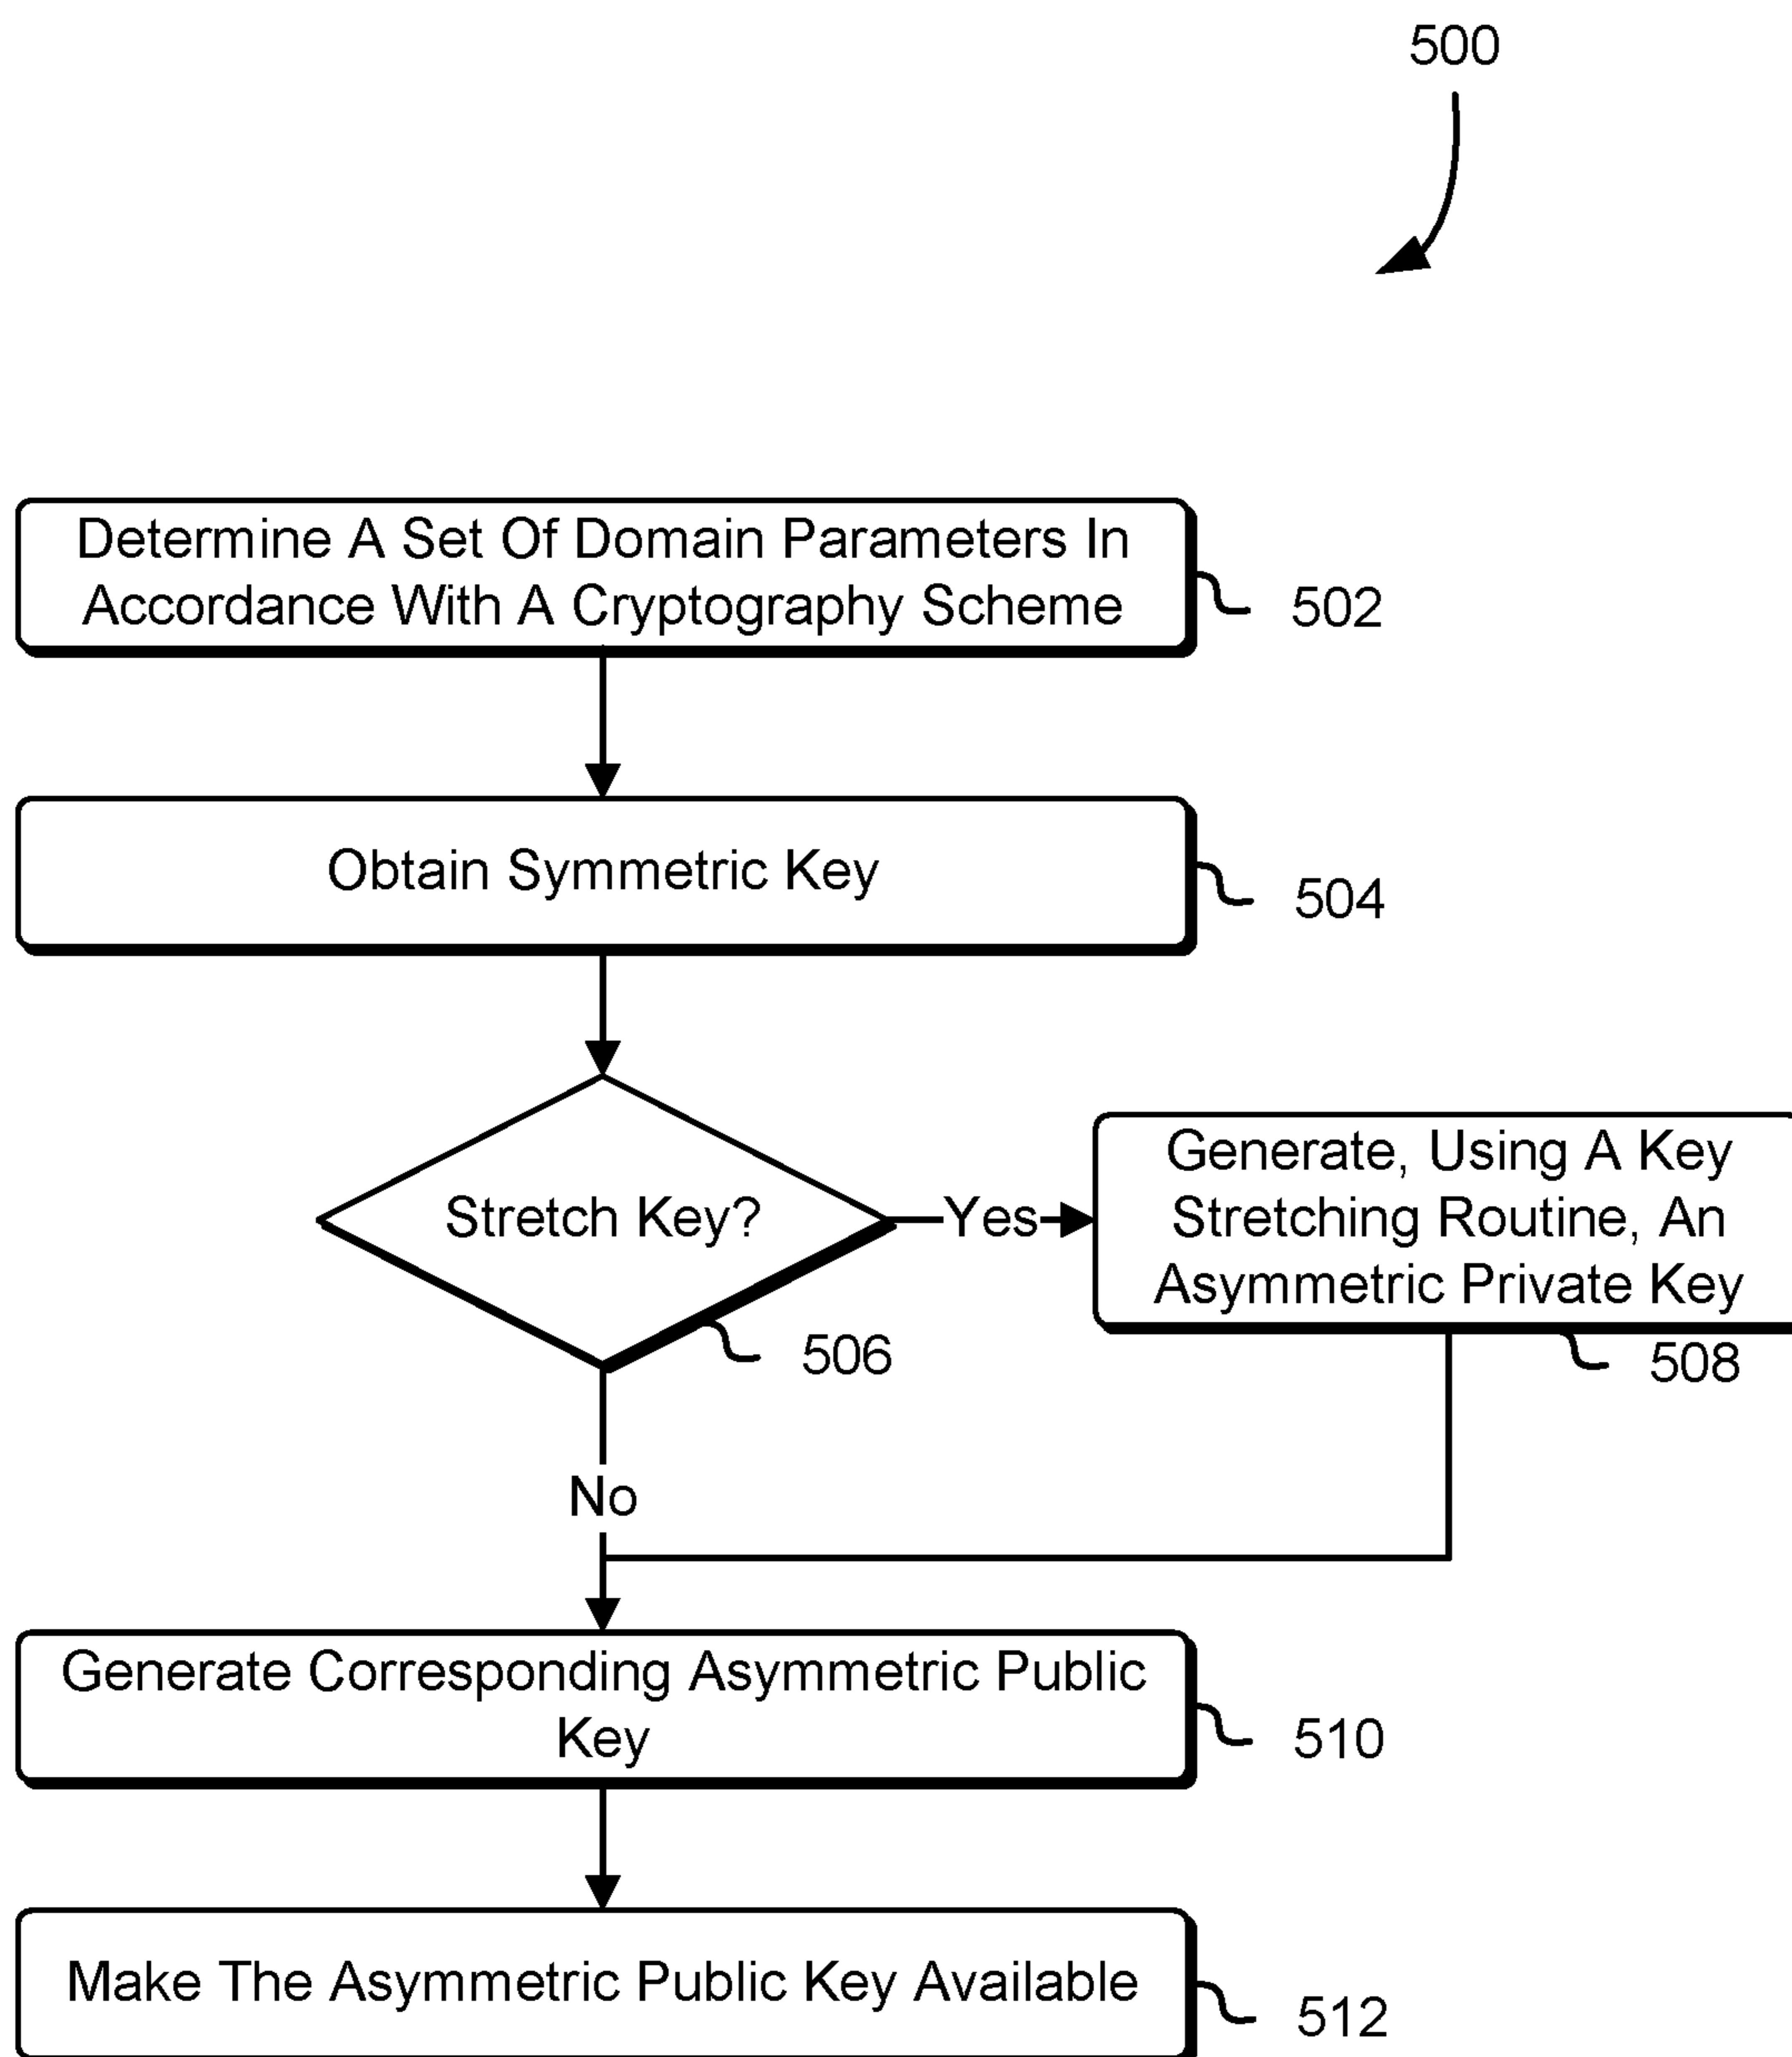 500
Determine A Set Of Domain Parameters In
Accordance With A Cryptography Scheme
502
Obtain Symmetric Key
504
Stretch Key?
Yes
Generate, Using A Key
Stretching Routine, An
Asymmetric Private Key
506
508
No
Generate Corresponding Asymmetric Public
Key
510
Make The Asymmetric Public Key Available
512